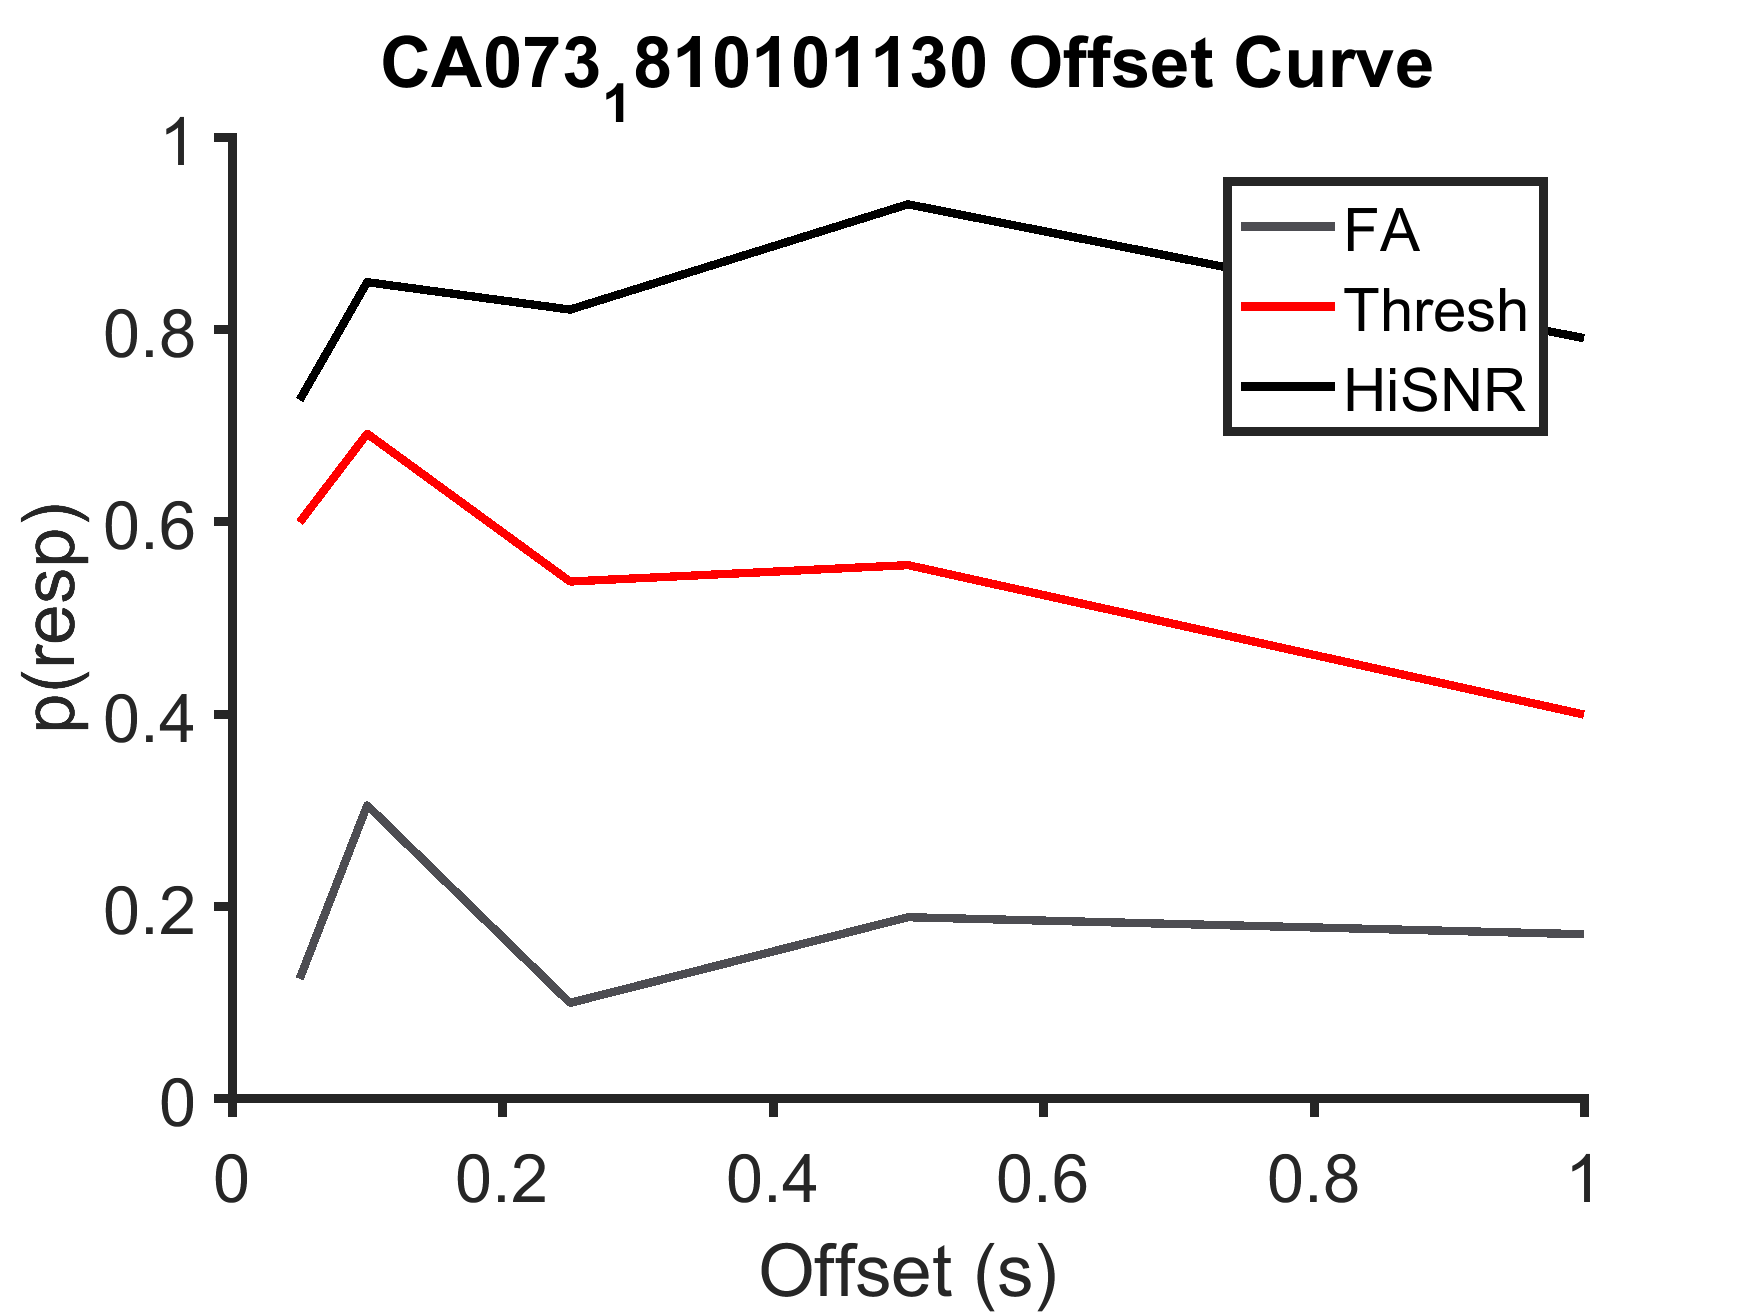 CA073₁810101130 Offset Curve
1
0.8
0.6
0.4
0.2
0
p(resp)
FA
Thresh
HiSNR
0 0.2 0.4 0.6 0.8 1
Offset (s)